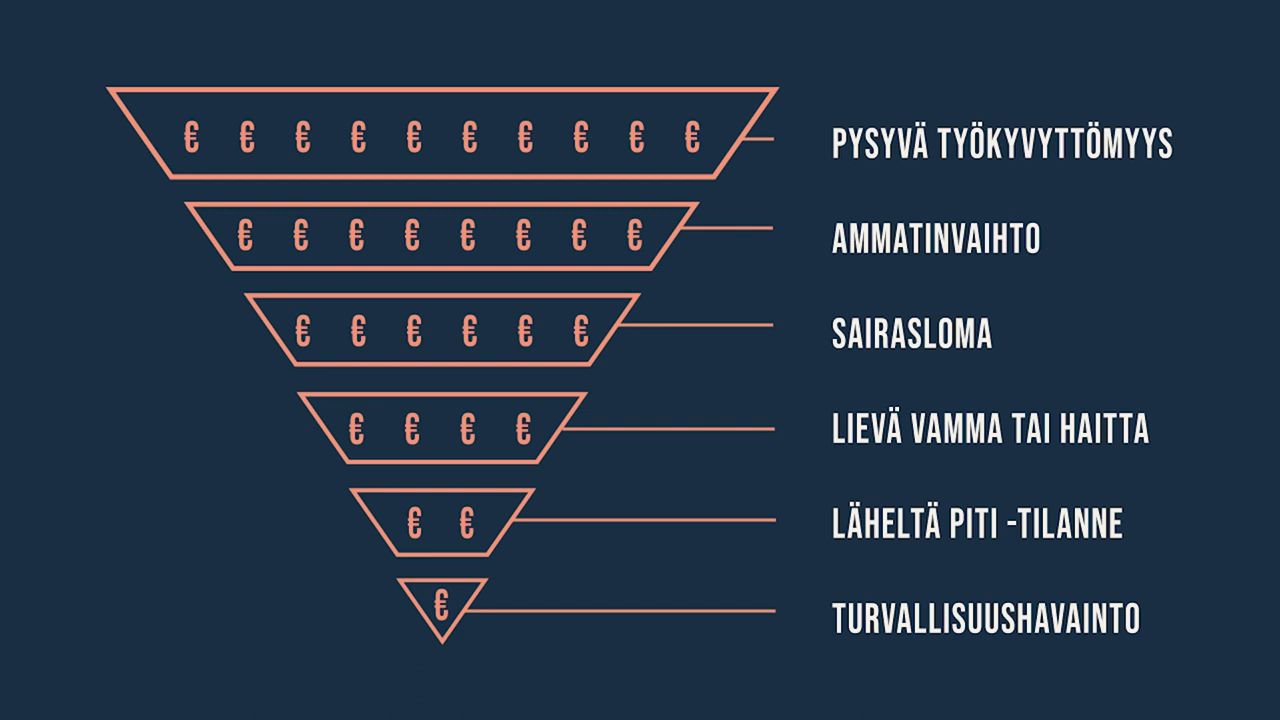 € € € € € € € € € € PYSYVÄ TYÖKYVYTTÖMYYS
€ € € € € € € € AMMATINVAIHTO
€ € € € € € SAIRASLOMA
€ € € € LIEVÄ VAMMA TAI HAITTA
€ € LÄHELTÄ PITI -TILANNE
€ TURVALLISUUSHAVAINTO